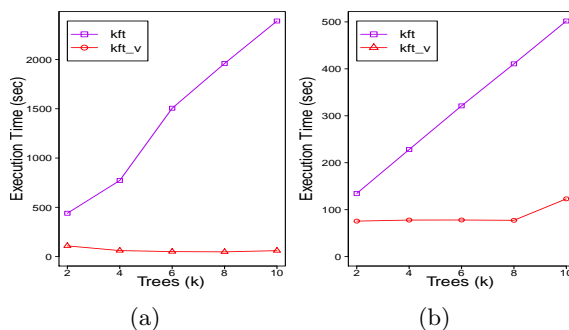 kft
kft_v
Execution Time (sec)
2000
1500
1000
500
0
2 4 6 8 10
Trees (k)
(a)
kft
kft_v
Execution Time (sec)
500
400
300
200
100
0
2 4 6 8 10
Trees (k)
(b)